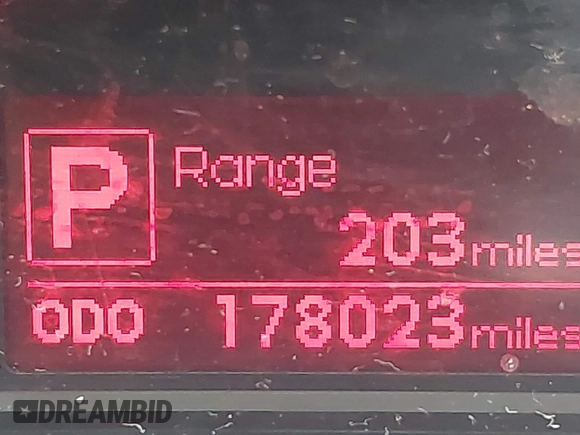 P
Range
203 miles
ODO 178023 miles
DREAMBID